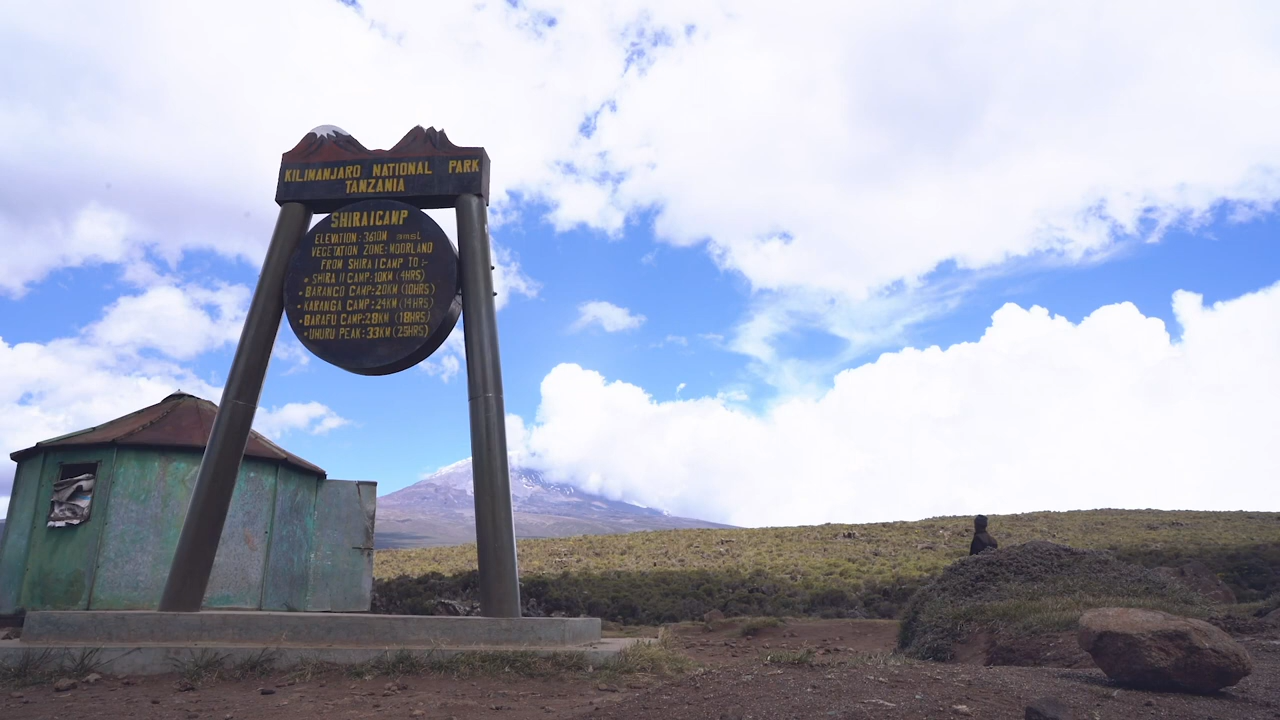 KILIMANJARO NATIONAL PARK
TANZANIA
SHIRA I CAMP
ELEVATION: 3610M amsl
VEGETATION ZONE: MOORLAND
FROM SHIRA I CAMP TO :-
• SHIRA II CAMP: 10KM (4HRS)
• BARANCO CAMP: 20KM (10HRS)
• KARANGA CAMP: 24KM (14HRS)
• BARAFU CAMP: 28KM (18HRS)
• UHURU PEAK: 33KM (25HRS)